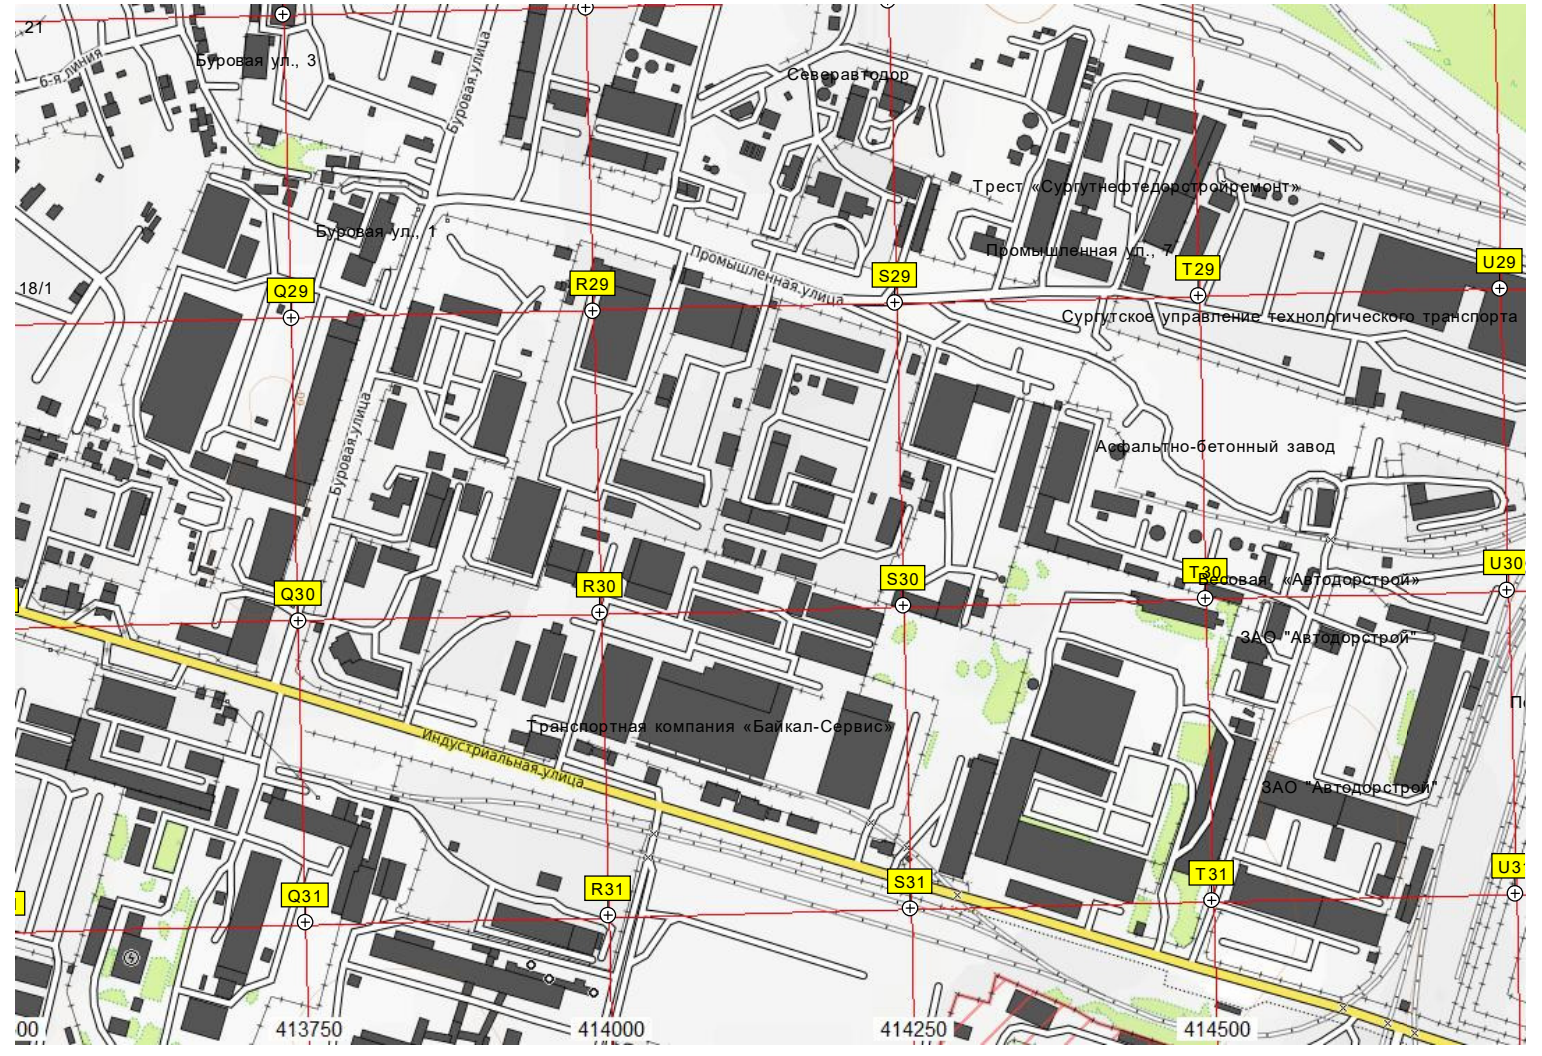 21
6-я линия
Буровая ул., 3
Буровая улица
Северавтодор
Трест «Сургутнефтедорстройремонт»
Буровая ул., 1
Промышленная ул., 7
Промышленная улица
18/1
Q29
R29
S29
T29
U29
Сургутское управление технологического транспорта
60
Буровая улица
Асфальтно-бетонный завод
Q30
R30
S30
T30
U30
Весовая, «Автодорстрой»
ЗАО "Автодорстрой"
Транспортная компания «Байкал-Сервис»
Индустриальная улица
ЗАО "Автодорстрой"
Q31
R31
S31
T31
U31
413750
414000
414250
414500